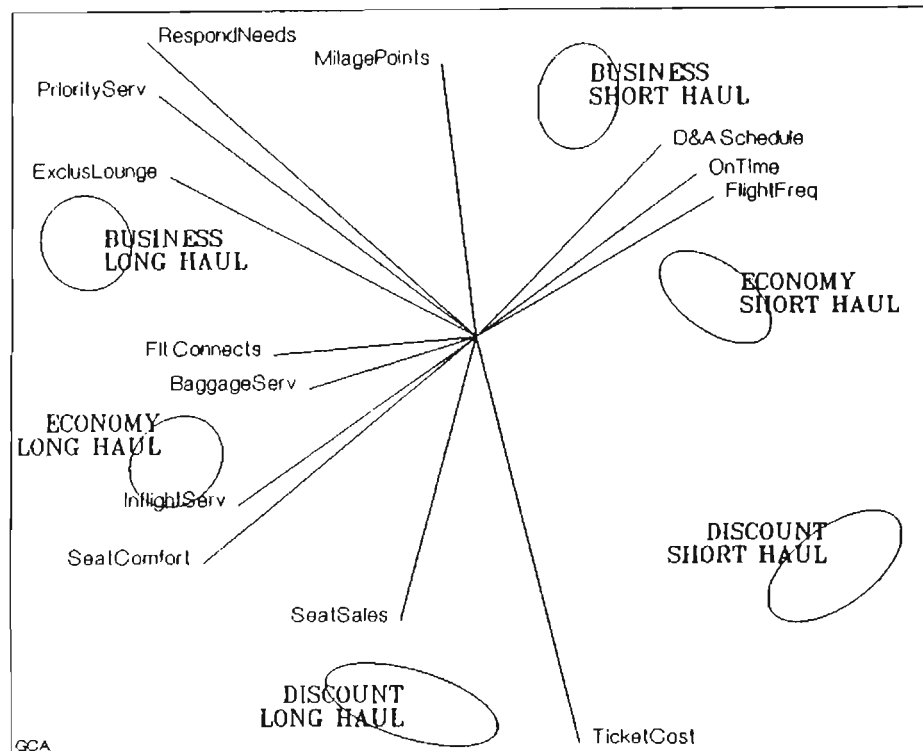 RespondNeeds
MilagePoints
BUSINESS
SHORT HAUL
PriorityServ
D&A Schedule
OnTime
ExclusLounge
FlightFreq
BUSINESS
LONG HAUL
ECONOMY
SHORT HAUL
Flt Connects
BaggageServ
ECONOMY
LONG HAUL
InflightServ
DISCOUNT
SHORT HAUL
SeatComfort
SeatSales
DISCOUNT
LONG HAUL
TicketCost
GCA